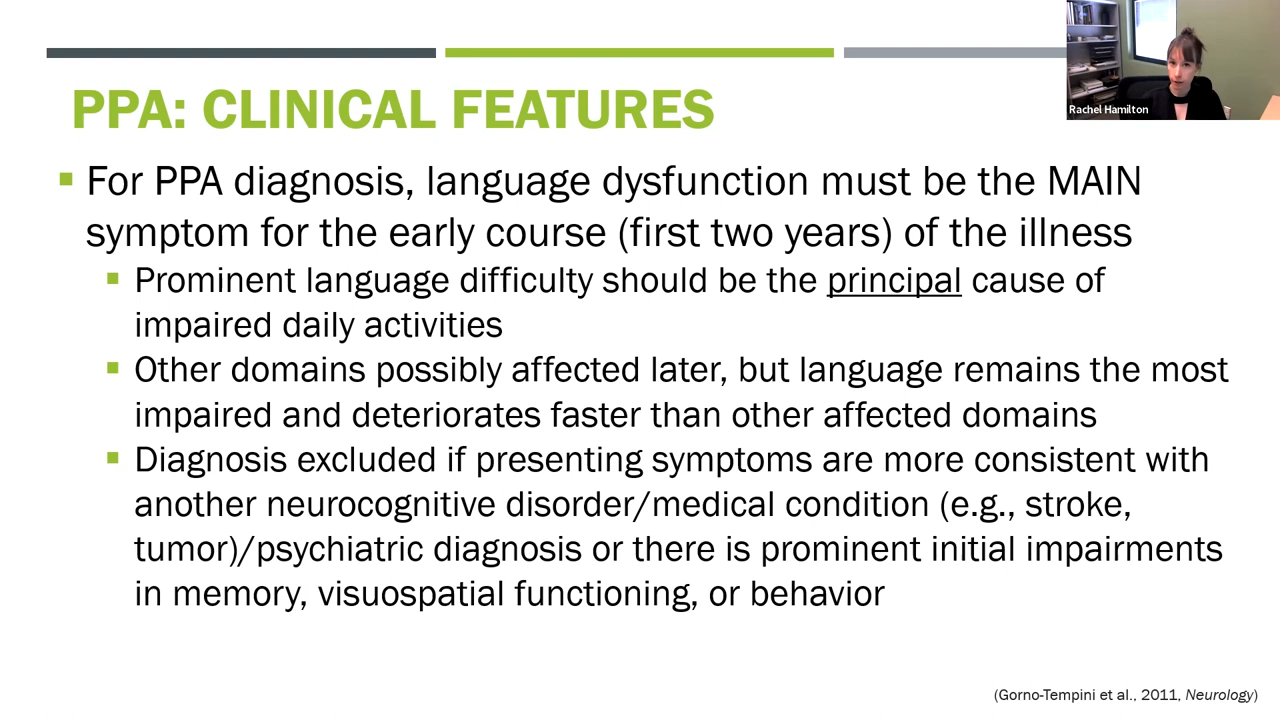 Rachel Hamilton
PPA: CLINICAL FEATURES
For PPA diagnosis, language dysfunction must be the MAIN
symptom for the early course (first two years) of the illness
Prominent language difficulty should be the principal cause of
impaired daily activities
Other domains possibly affected later, but language remains the most
impaired and deteriorates faster than other affected domains
Diagnosis excluded if presenting symptoms are more consistent with
another neurocognitive disorder/medical condition (e.g., stroke,
tumor)/psychiatric diagnosis or there is prominent initial impairments
in memory, visuospatial functioning, or behavior
(Gorno-Tempini et al., 2011, Neurology)